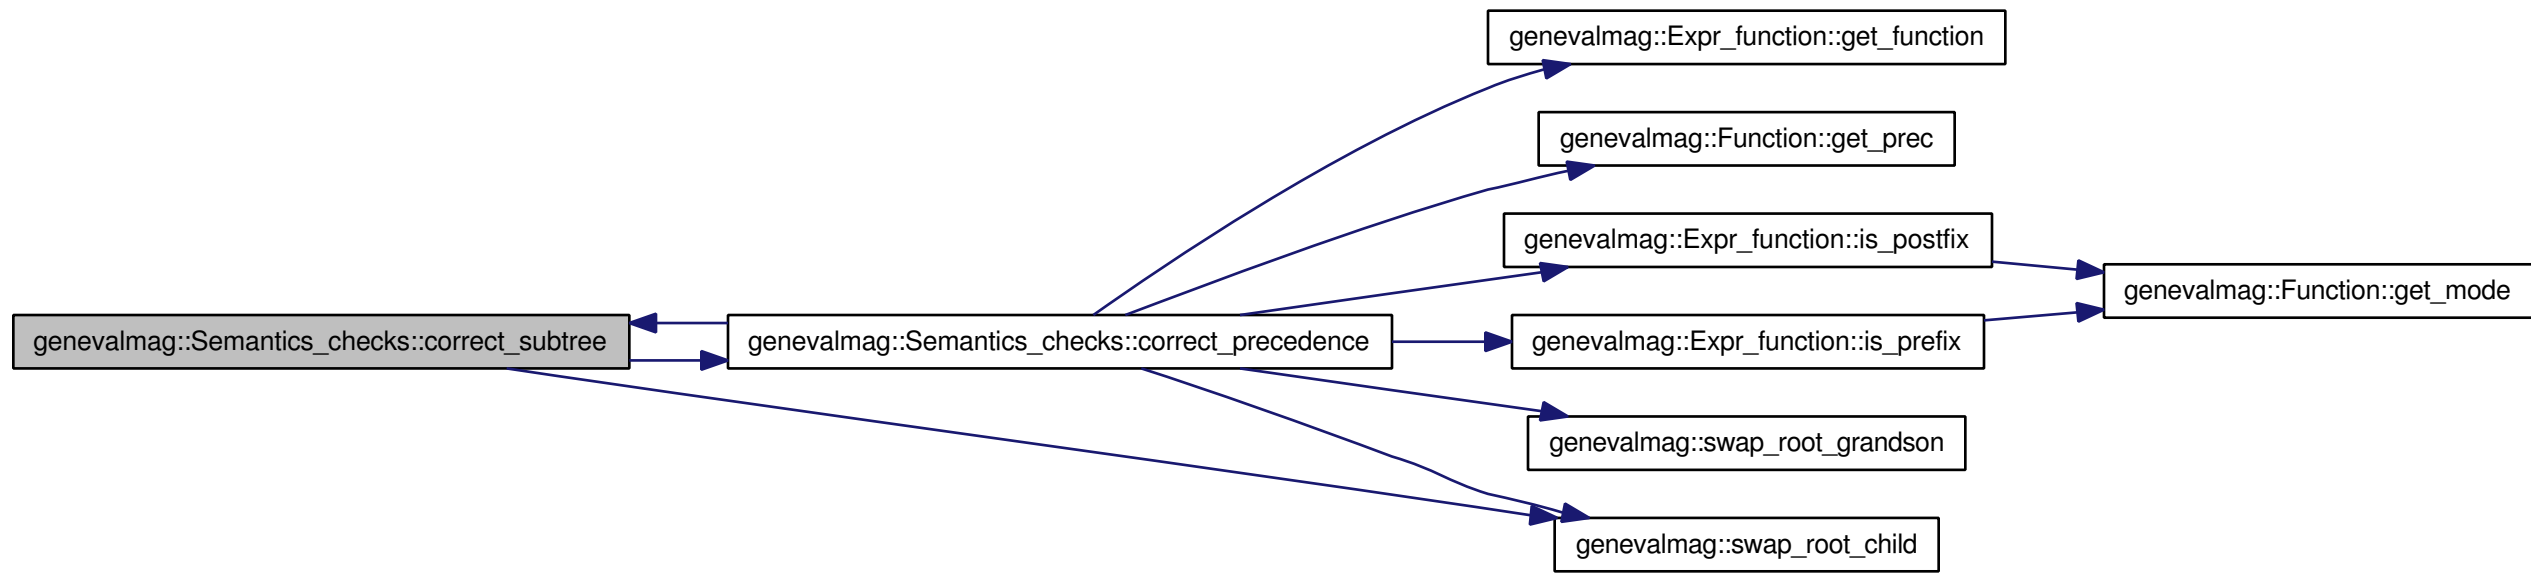 genevalmag::Expr_function::get_function
genevalmag::Function::get_prec
genevalmag::Expr_function::is_postfix
genevalmag::Function::get_mode
genevalmag::Semantics_checks::correct_subtree
genevalmag::Semantics_checks::correct_precedence
genevalmag::Expr_function::is_prefix
genevalmag::swap_root_grandson
genevalmag::swap_root_child